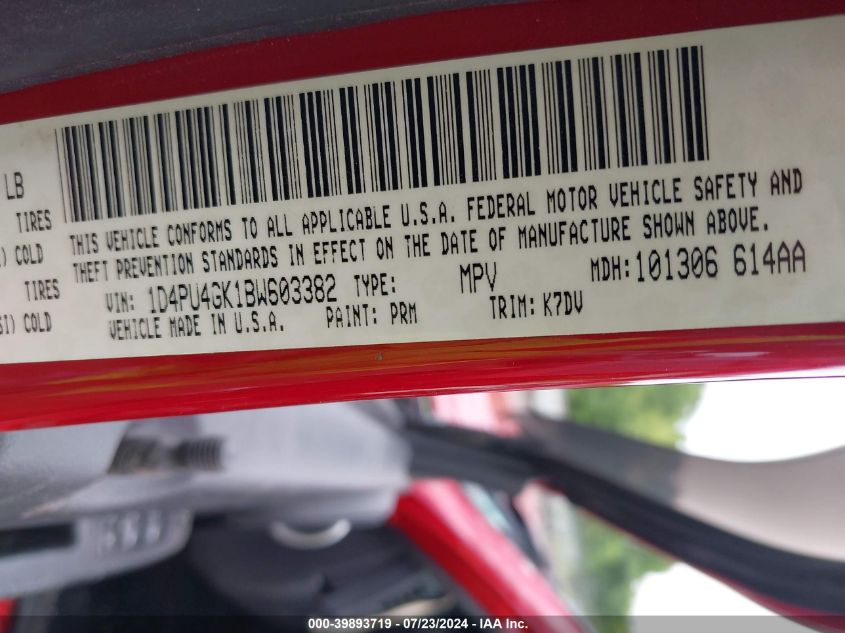 LB
TIRES
) COLD
TIRES
SI) COLD
THIS VEHICLE CONFORMS TO ALL APPLICABLE U.S.A. FEDERAL MOTOR VEHICLE SAFETY AND
THEFT PREVENTION STANDARDS IN EFFECT ON THE DATE OF MANUFACTURE SHOWN ABOVE.
VIN: 1D4PU4GK1BW603382 TYPE: MPV MDH:101306 614AA
VEHICLE MADE IN U.S.A. PAINT: PRM TRIM: K7DV
000-39893719 - 07/23/2024 - IAA Inc.